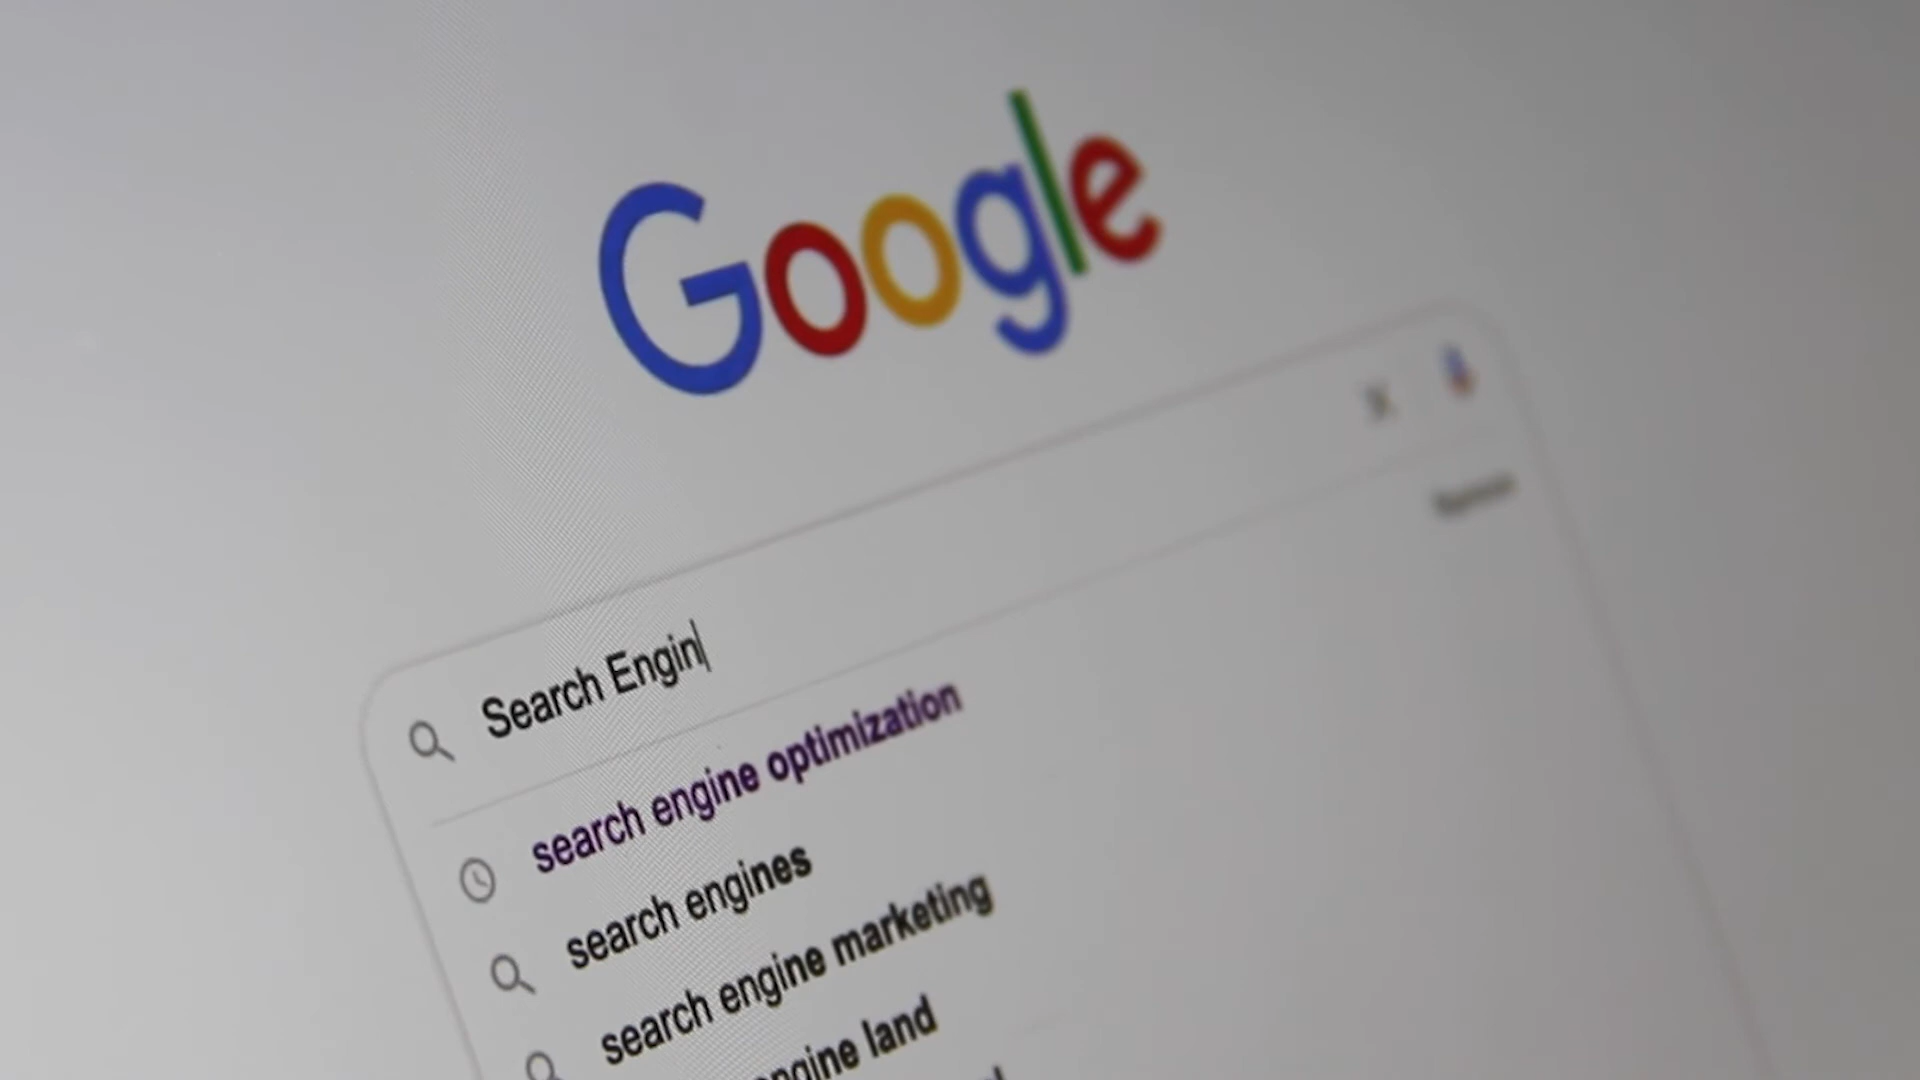 Google
Search Engin
search engine optimization
search engines
search engine marketing
engine land